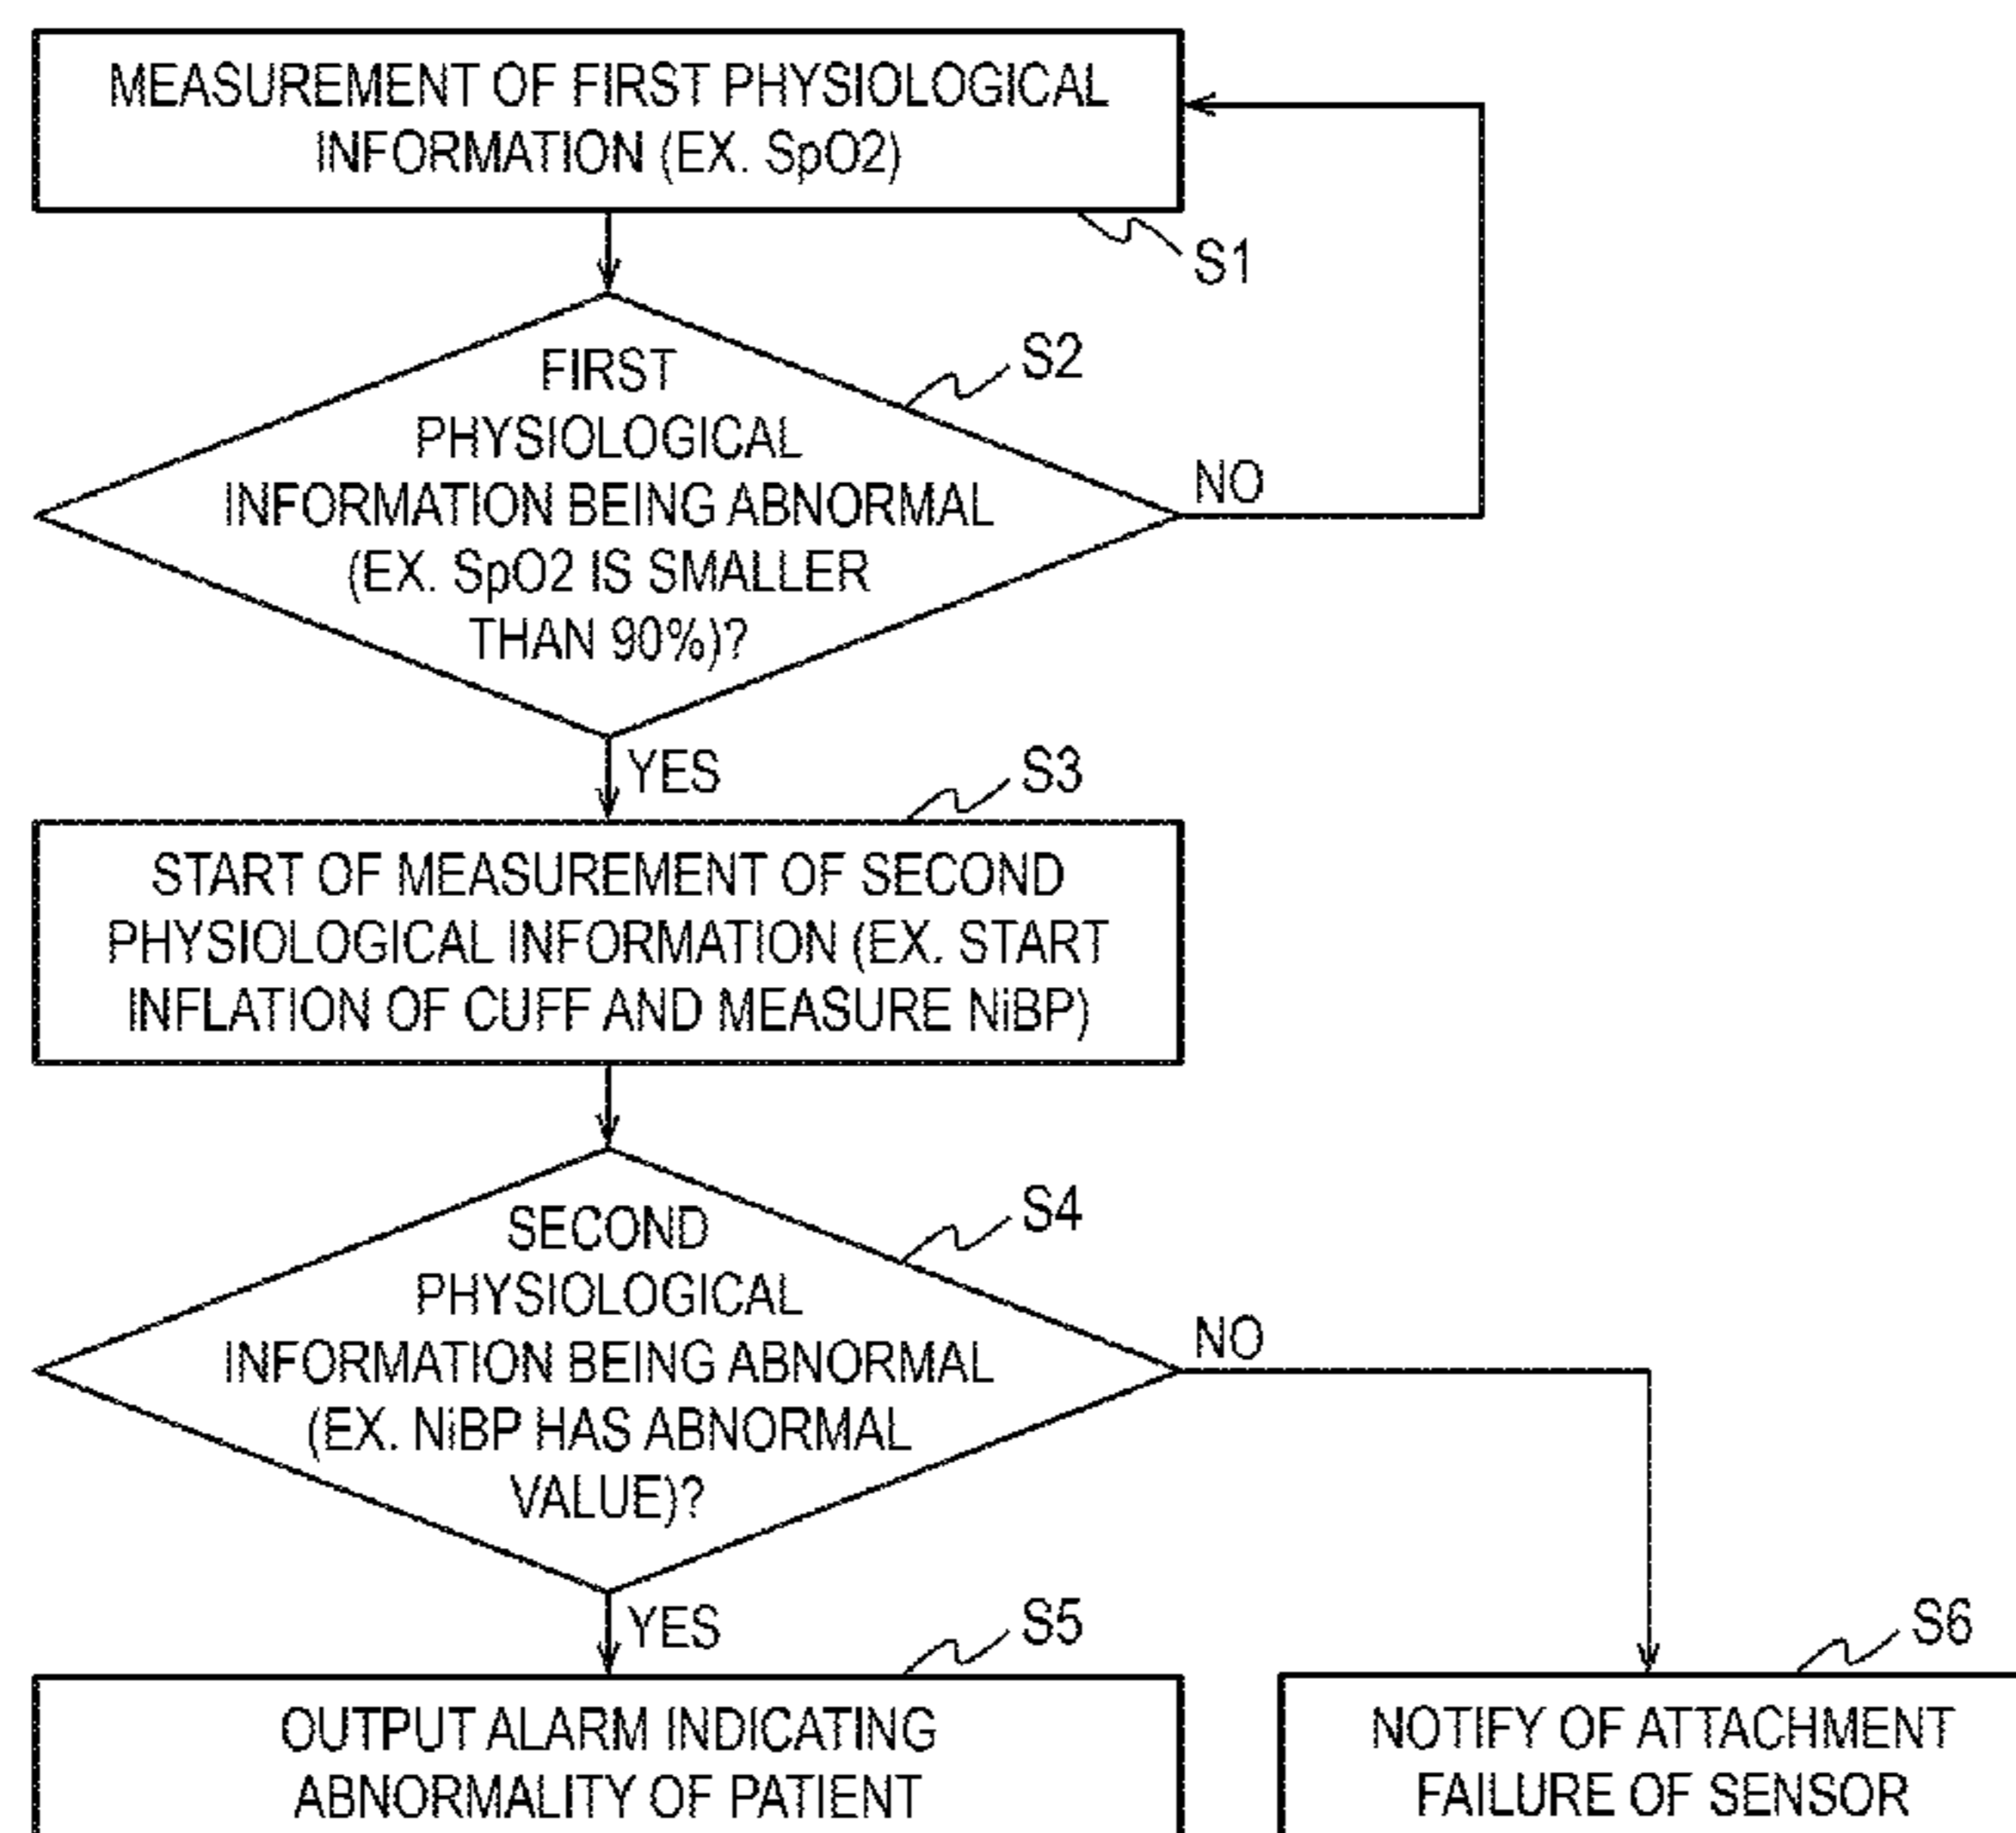 MEASUREMENT OF FIRST PHYSIOLOGICAL
INFORMATION (EX. SpO2)
S1
S2
FIRST
PHYSIOLOGICAL
INFORMATION BEING ABNORMAL
(EX. SpO2 IS SMALLER
THAN 90%)?
NO
YES
S3
START OF MEASUREMENT OF SECOND
PHYSIOLOGICAL INFORMATION (EX. START
INFLATION OF CUFF AND MEASURE NiBP)
S4
SECOND
PHYSIOLOGICAL
INFORMATION BEING ABNORMAL
(EX. NiBP HAS ABNORMAL
VALUE)?
NO
YES
S5
OUTPUT ALARM INDICATING
ABNORMALITY OF PATIENT
S6
NOTIFY OF ATTACHMENT
FAILURE OF SENSOR